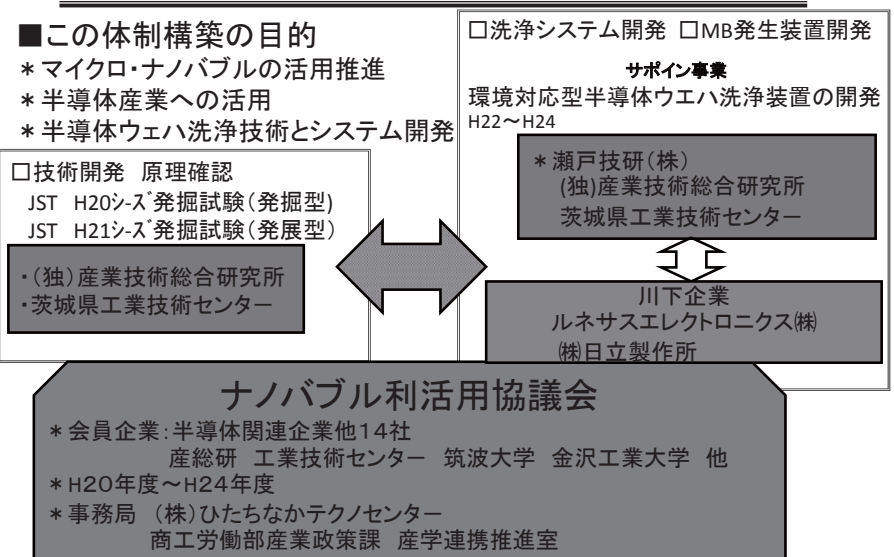 ■この体制構築の目的
＊マイクロ・ナノバブルの活用推進
＊半導体産業への活用
＊半導体ウェハ洗浄技術とシステム開発
□技術開発 原理確認
JST H20シーズ発掘試験（発掘型)
JST H21シーズ発掘試験（発展型）
・（独）産業技術総合研究所
・茨城県工業技術センター
□洗浄システム開発 □MB発生装置開発
サポイン事業
環境対応型半導体ウエハ洗浄装置の開発
H22～H24
＊瀬戸技研（株）
(独)産業技術総合研究所
茨城県工業技術センター
川下企業
ルネサスエレクトロニクス㈱
㈱日立製作所
ナノバブル利活用協議会
＊会員企業：半導体関連企業他１４社
産総研 工業技術センター 筑波大学 金沢工業大学 他
＊H２０年度～H２４年度
＊事務局 （株）ひたちなかテクノセンター
商工労働部産業政策課 産学連携推進室